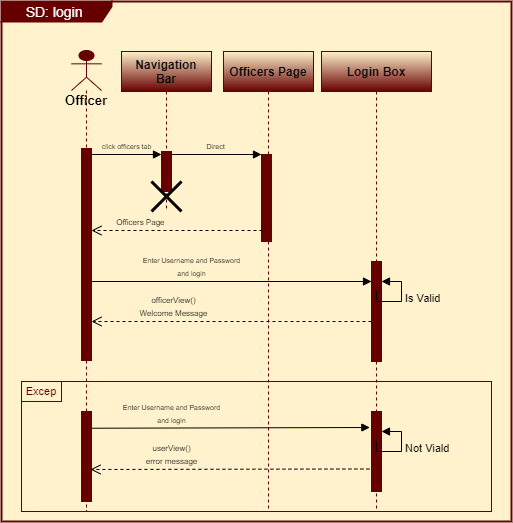 SD: login
Navigation
Bar
Officers Page
Login Box
Officer
click officers tab
Direct
Officers Page
Enter Username and Password
and login
Is Valid
officerView()
Welcome Message
Excep
Enter Username and Password
and login
Not Viald
userView()
error message